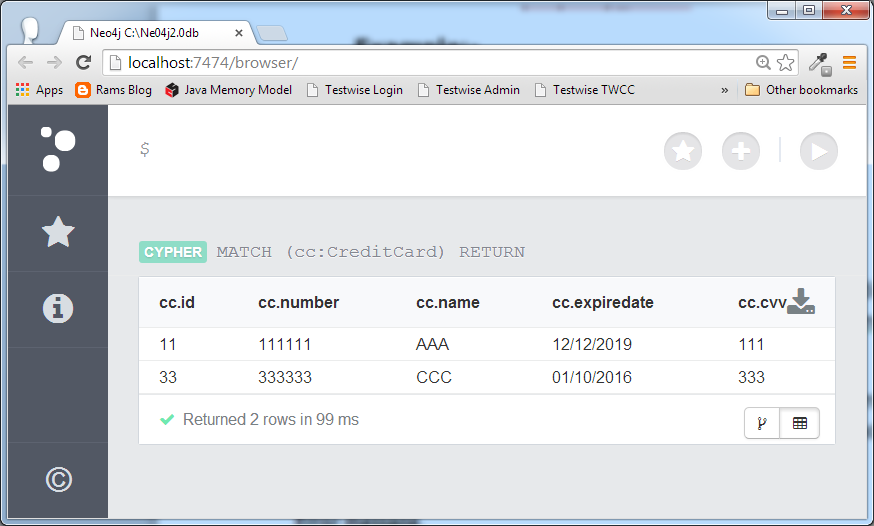 Neo4j C:\Ne04j2.0db
localhost:7474/browser/
Apps Rams Blog Java Memory Model Testwise Login Testwise Admin Testwise TWCC » Other bookmarks
$
CYPHER MATCH (cc:CreditCard) RETURN
cc.id cc.number cc.name cc.expiredate cc.cvv
11 111111 AAA 12/12/2019 111
33 333333 CCC 01/10/2016 333
Returned 2 rows in 99 ms
©